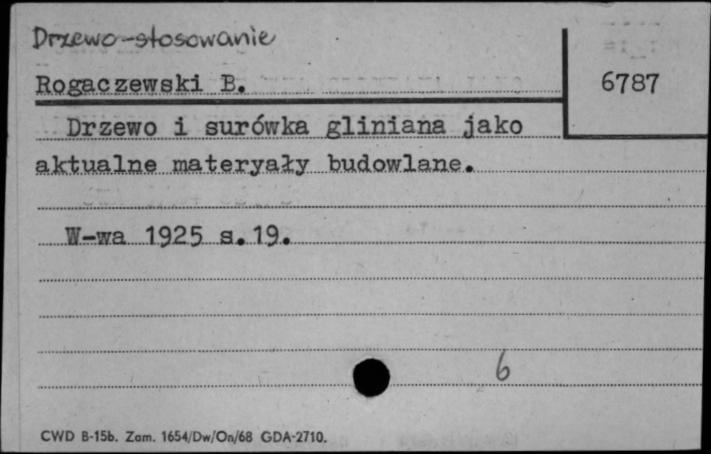 Drzewo-stosowanie
Rogaczewski B.
6787
Drzewo i surówka gliniana jako
aktualne materyały budowlane.
W-wa 1925 s.19.
6
CWD B-15b. Zam. 1654/Dw/On/68 GDA-2710.